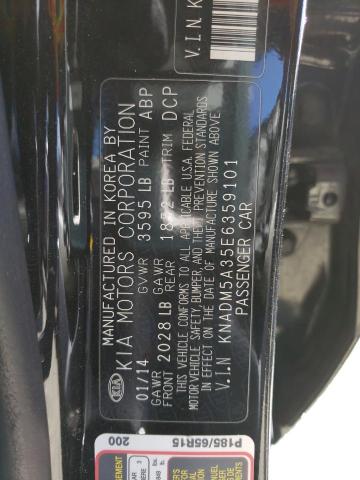 MANUFACTURED IN KOREA BY
KIA KIA MOTORS CORPORATION
01/14 GVWR 3595 LB PAINT ABP
GAWR 2028 LB GAWR REAR 1852 LB TRIM DCP
THIS VEHICLE CONFORMS TO ALL APPLICABLE U.S.A. FEDERAL
MOTOR VEHICLE SAFETY, BUMPER, AND THEFT PREVENTION STANDARDS
IN EFFECT ON THE DATE OF MANUFACTURE SHOWN ABOVE
V.I.N KNADM5A35E6359101
PASSENGER CAR
V.I.N K
200 P185/65R15